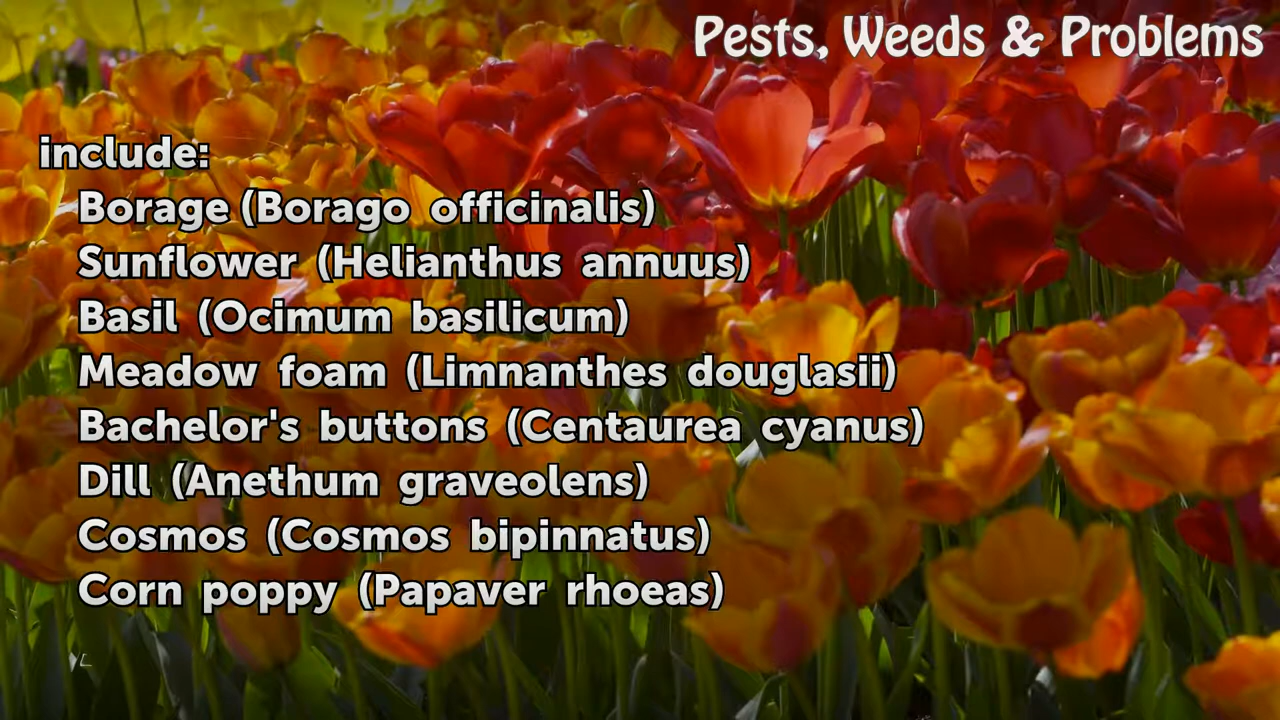 Pests, Weeds & Problems
include:
Borage (Borago officinalis)
Sunflower (Helianthus annuus)
Basil (Ocimum basilicum)
Meadow foam (Limnanthes douglasii)
Bachelor's buttons (Centaurea cyanus)
Dill (Anethum graveolens)
Cosmos (Cosmos bipinnatus)
Corn poppy (Papaver rhoeas)